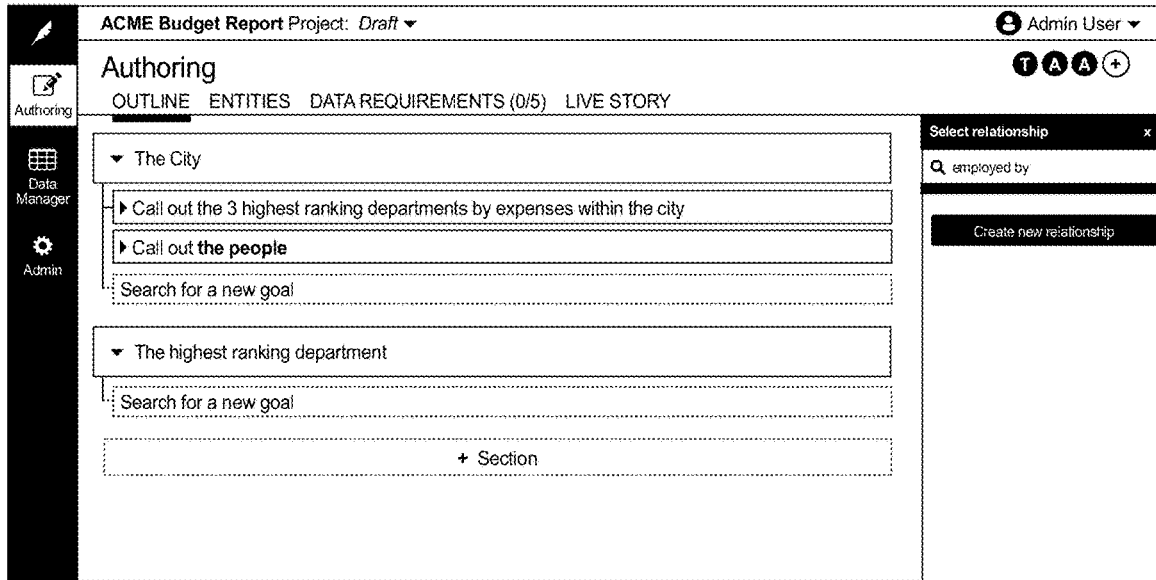 ACME Budget Report Project: Draft
Admin User
Authoring
T A A +
Authoring
OUTLINE ENTITIES DATA REQUIREMENTS (0/5) LIVE STORY
Select relationship x
The City
employed by
Data
Manager
Call out the 3 highest ranking departments by expenses within the city
Create new relationship
Call out the people
Admin
Search for a new goal
The highest ranking department
Search for a new goal
+ Section